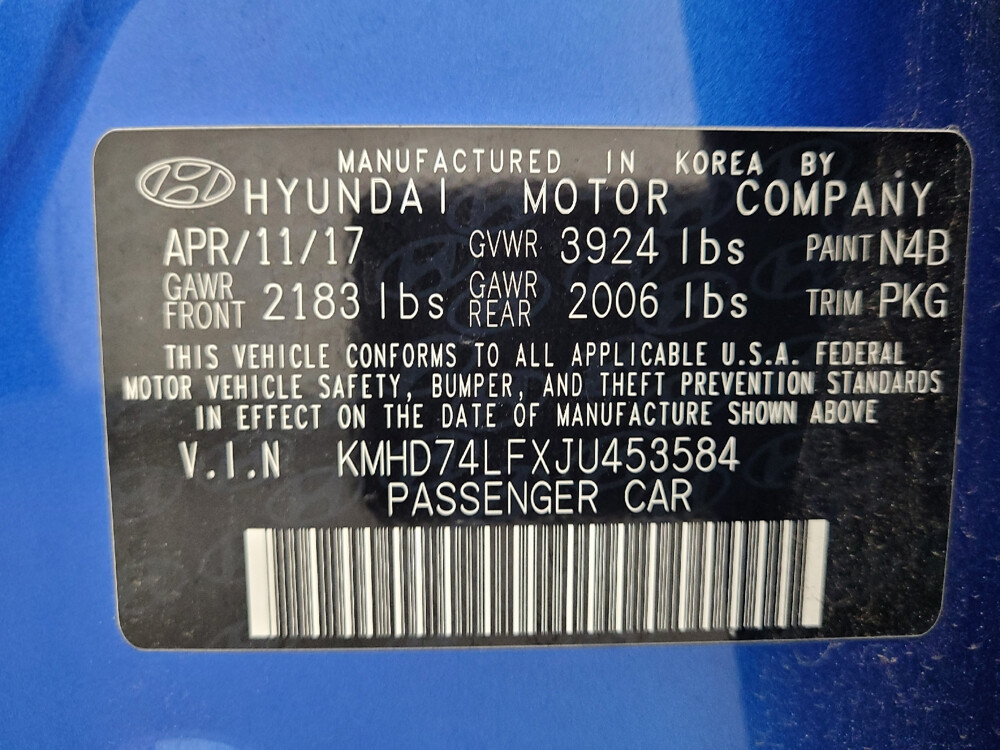 MANUFACTURED IN KOREA BY
HYUNDAI MOTOR COMPANY
APR/11/17 GVWR 3924 lbs PAINT N4B
GAWR FRONT 2183 lbs GAWR REAR 2006 lbs TRIM PKG
THIS VEHICLE CONFORMS TO ALL APPLICABLE U.S.A. FEDERAL
MOTOR VEHICLE SAFETY, BUMPER, AND THEFT PREVENTION STANDARDS
IN EFFECT ON THE DATE OF MANUFACTURE SHOWN ABOVE
V.I.N KMHD74LFXJU453584
PASSENGER CAR